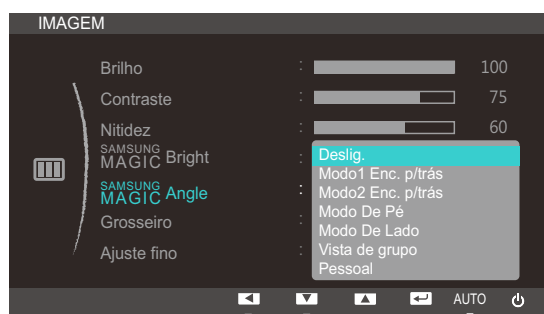 IMAGEM
Brilho : 100
Contraste : 75
Nitidez : 60
SAMSUNG MAGIC Bright :
SAMSUNG MAGIC Angle :
Grosseiro :
Ajuste fino :
Deslig.
Modo1 Enc. p/trás
Modo2 Enc. p/trás
Modo De Pé
Modo De Lado
Vista de grupo
Pessoal
AUTO